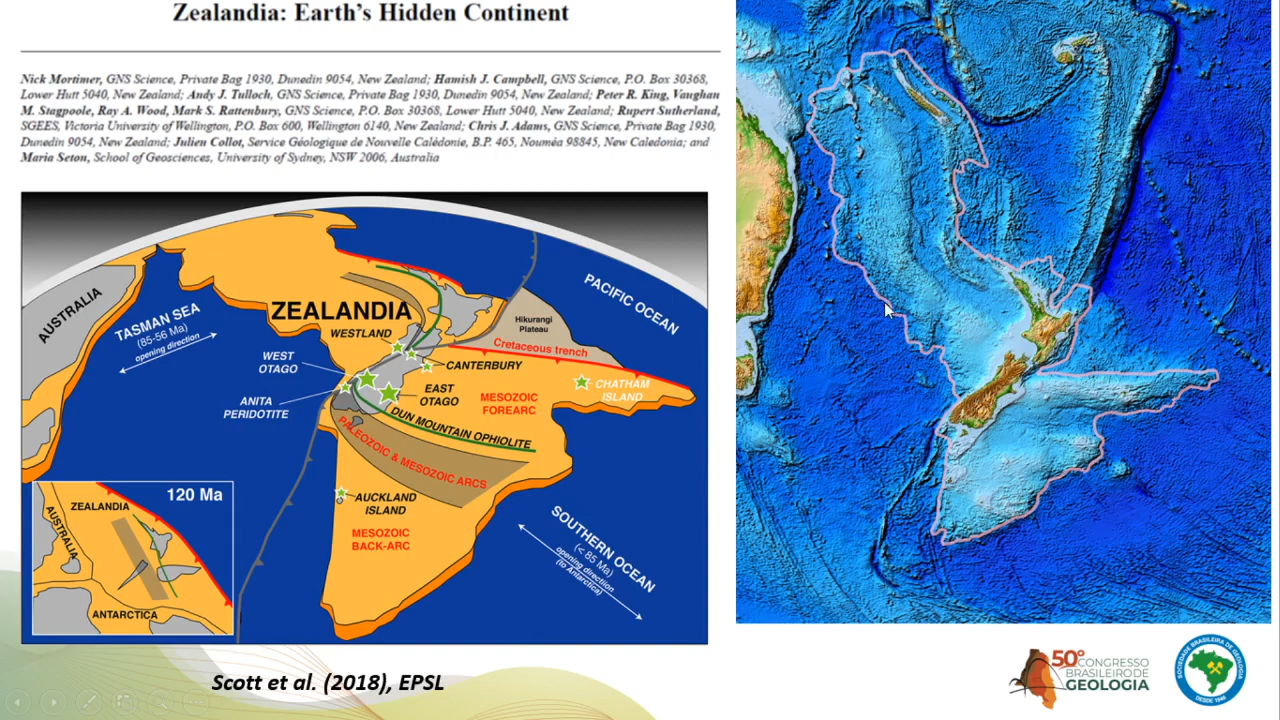 Zealandia: Earth's Hidden Continent
Nick Mortimer, GNS Science, Private Bag 1930, Dunedin 9054, New Zealand; Hamish J. Campbell, GNS Science, P.O. Box 30368,
Lower Hutt 5040, New Zealand; Andy J. Tulloch, GNS Science, Private Bag 1930, Dunedin 9054, New Zealand; Peter R. King, Vaughan
M. Stagpoole, Ray A. Wood, Mark S. Rattenbury, GNS Science, P.O. Box 30368, Lower Hutt 5040, New Zealand; Rupert Sutherland,
SGEES, Victoria University of Wellington, P.O. Box 600, Wellington 6140, New Zealand; Chris J. Adams, GNS Science, Private Bag 1930,
Dunedin 9054, New Zealand; Julien Collot, Service Géologique de Nouvelle Calédonie, B.P. 465, Nouméa 98845, New Caledonia; and
Maria Seton, School of Geosciences, University of Sydney, NSW 2006, Australia
AUSTRALIA
TASMAN SEA
(85-56 Ma)
opening direction
ZEALANDIA
PACIFIC OCEAN
Hikurangi
Plateau
Cretaceous trench
WESTLAND
WEST
OTAGO
CANTERBURY
ANITA
PERIDOTITE
EAST
OTAGO
MESOZOIC
FOREARC
CHATHAM
ISLAND
DUN MOUNTAIN OPHIOLITE
PALEOZOIC & MESOZOIC ARCS
AUCKLAND
ISLAND
MESOZOIC
BACK-ARC
SOUTHERN OCEAN
(< 85 Ma)
opening direction
(to Antarctica)
120 Ma
ZEALANDIA
AUSTRALIA
ANTARCTICA
Scott et al. (2018), EPSL
50º
CONGRESSO
BRASILEIRODE
GEOLOGIA
SOCIEDADE BRASILEIRA DE GEOLOGIA
DESDE 1946